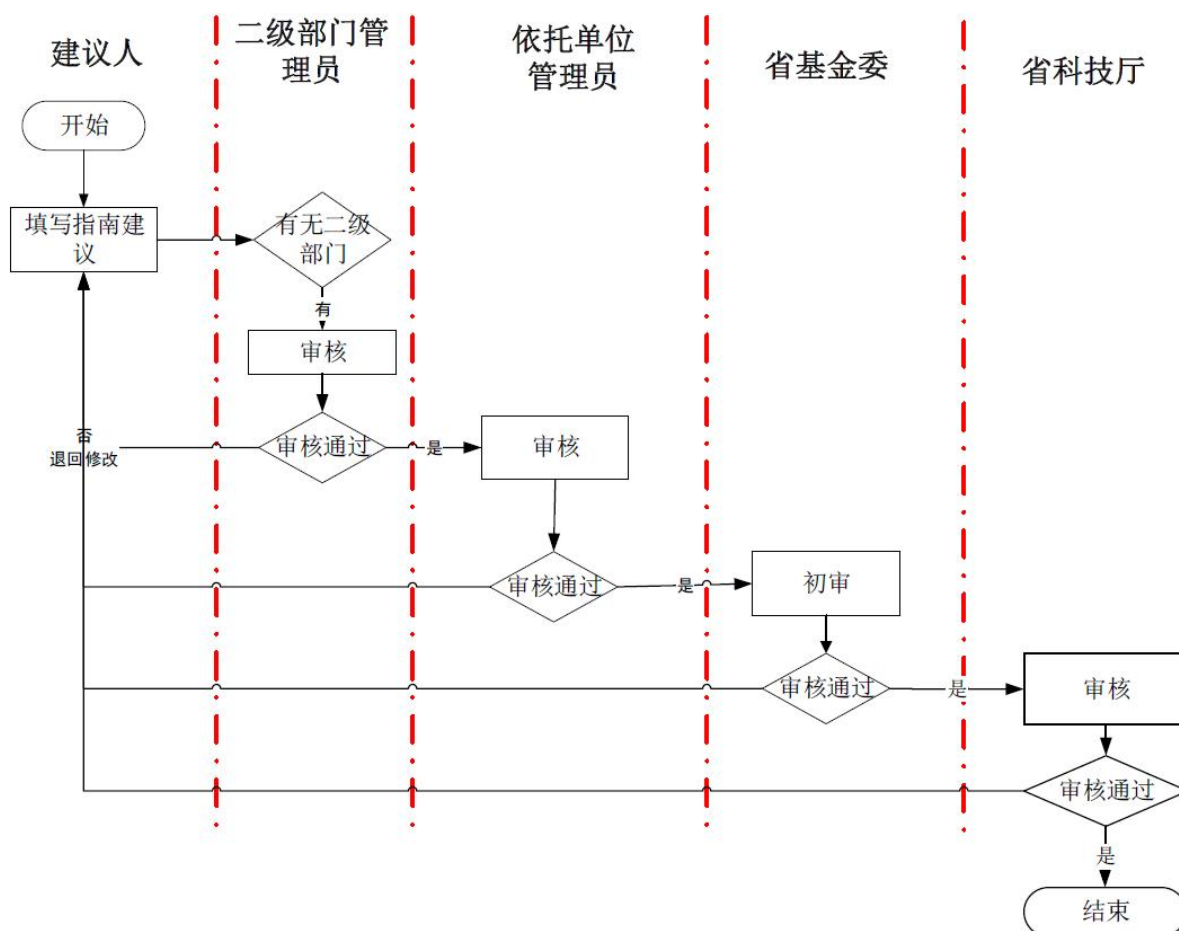 建议人
二级部门管
理员
依托单位
管理员
省基金委
省科技厅
开始
填写指南建
议
有无二级
部门
有
审核
审核通过
否
退回修改
是
审核
审核通过
是
初审
审核通过
是
审核
审核通过
是
结束